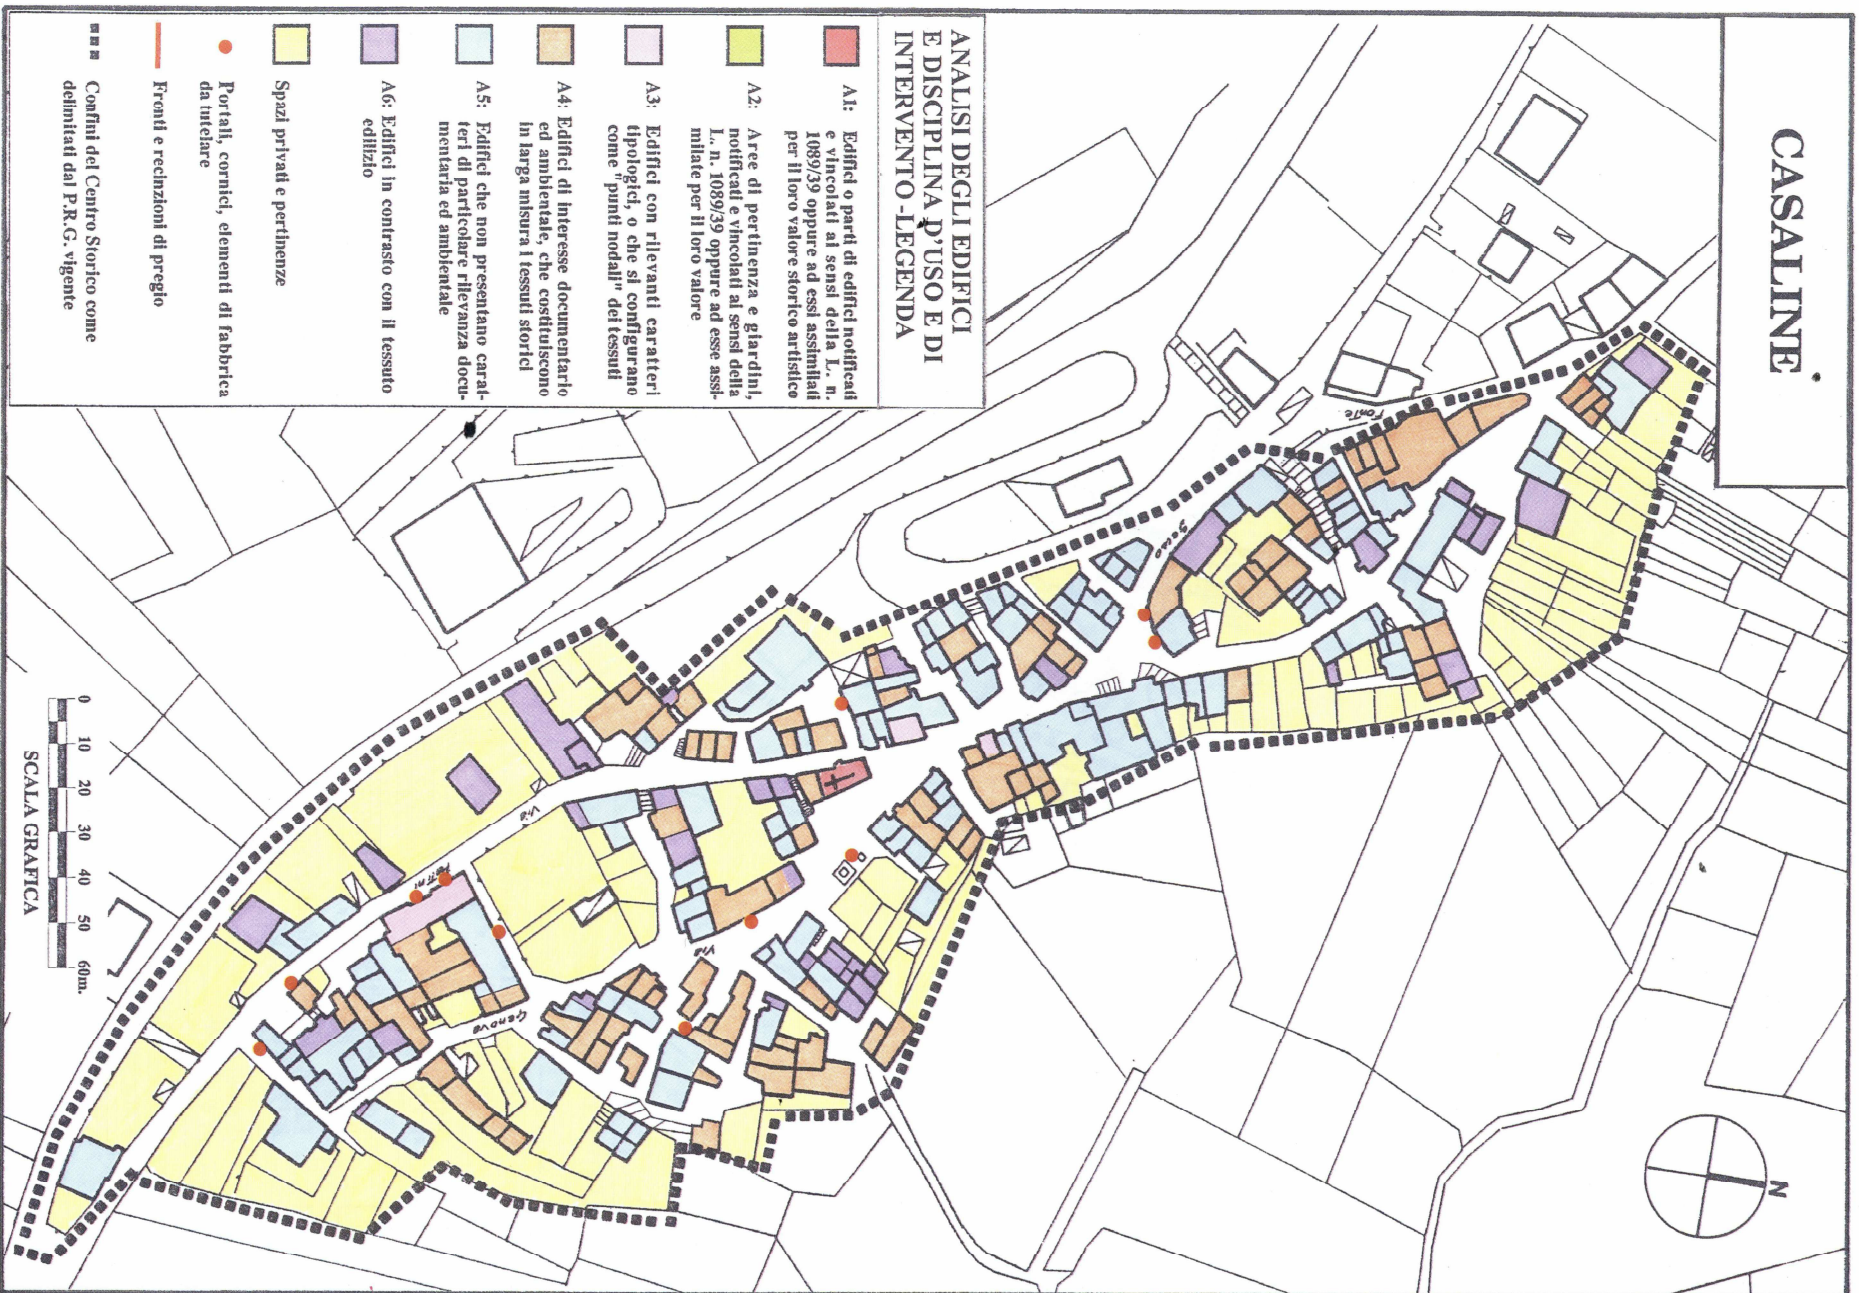 CASALINE
ANALISI DEGLI EDIFICI
E DISCIPLINA D'USO E DI
INTERVENTO - LEGENDA
A1: Edifici o parti di edifici notificati
e vincolati ai sensi della L. n.
1089/39 oppure ad essi assimilati
per il loro valore storico artistico
A2: Aree di pertinenza e giardini,
notificati e vincolati ai sensi della
L. n. 1089/39 oppure ad esse assi-
milate per il loro valore
A3: Edifici con rilevanti caratteri
tipologici, o che si configurano
come "punti nodali" dei tessuti
A4: Edifici di interesse documentario
ed ambientale, che costituiscono
in larga misura i tessuti storici
A5: Edifici che non presentano carat-
teri di particolare rilevanza docu-
mentaria ed ambientale
A6: Edifici in contrasto con il tessuto
edilizio
Spazi privati e pertinenze
Portali, cornici, elementi di fabbrica
da tutelare
Fronti e recinzioni di pregio
Confini del Centro Storico come
delimitati dal P.R.G. vigente
0 10 20 30 40 50 60m.
SCALA GRAFICA
N
Fonte
Via
Via
Genova